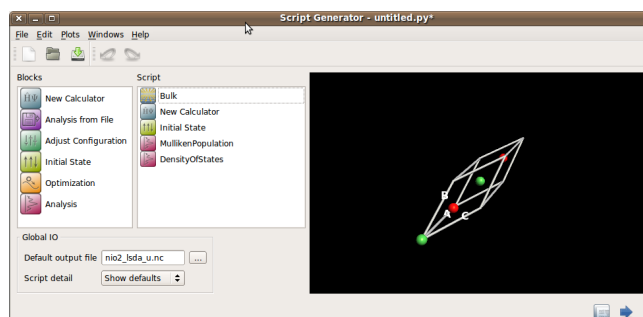 Script Generator - untitled.py*
File Edit Plots Windows Help
Blocks
Script
New Calculator
Analysis from File
Adjust Configuration
Initial State
Optimization
Analysis
Bulk
New Calculator
Initial State
MullikenPopulation
DensityOfStates
B
A
C
Global IO
Default output file nio2_lsda_u.nc ...
Script detail Show defaults